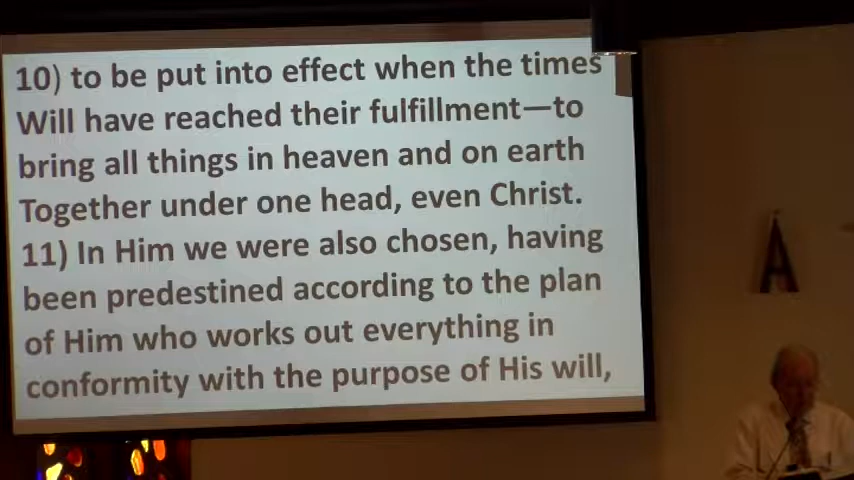 10) to be put into effect when the times
Will have reached their fulfillment—to
bring all things in heaven and on earth
Together under one head, even Christ.
11) In Him we were also chosen, having
been predestined according to the plan
of Him who works out everything in
conformity with the purpose of His will,
A